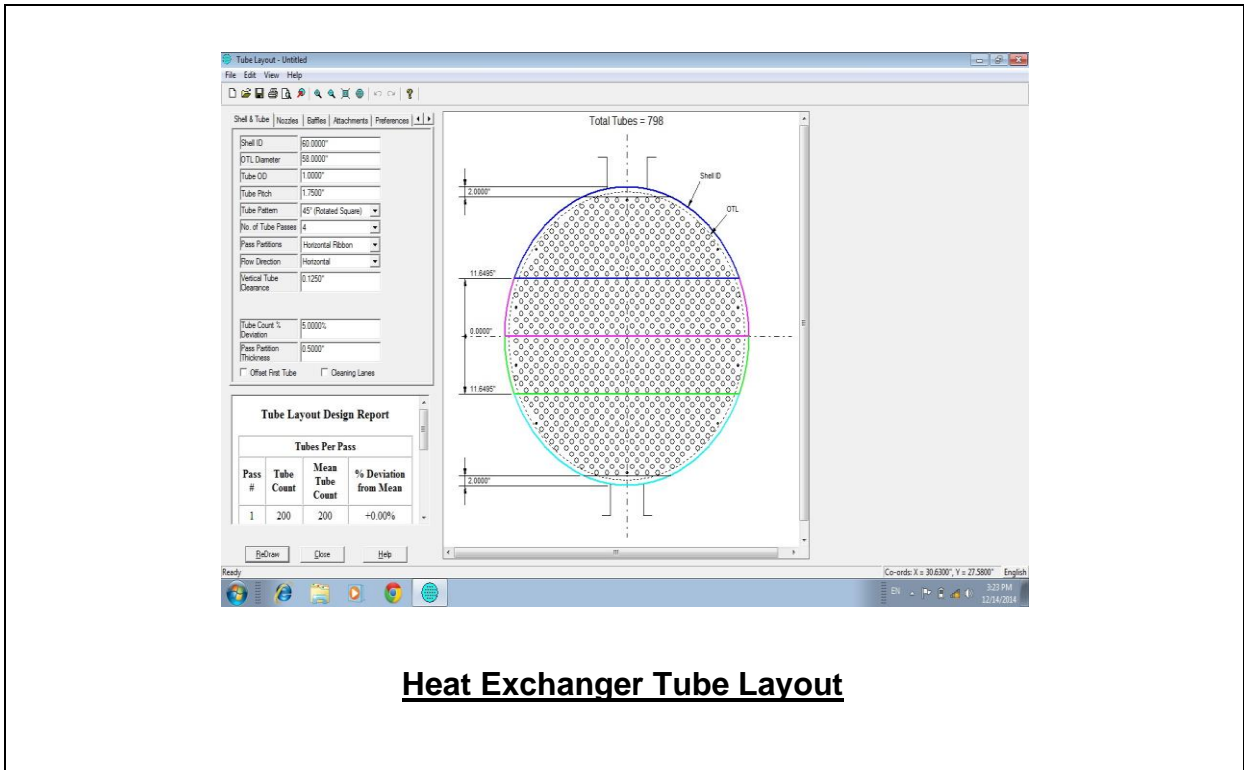 Tube Layout - Untitled
File Edit View Help
Shell & Tube Nozzles Baffles Attachments Preferences
Shell ID 60.0000"
OTL Diameter 58.0000"
Tube OD 1.0000"
Tube Pitch 1.7500"
Tube Pattern 45° (Rotated Square)
No. of Tube Passes 4
Pass Partitions Horizontal Ribbon
Flow Direction Horizontal
Vertical Tube 0.1250"
Clearance
Tube Count % 5.0000%
Deviation
Pass Partition 0.5000"
Thickness
Offset First Tube Cleaning Lanes
Tube Layout Design Report
Tubes Per Pass
Pass # Tube Count Mean Tube Count % Deviation from Mean
1 200 200 +0.00%
ReDraw Close Help
Total Tubes = 798
2.0000"
Shell ID
OTL
11.6495"
0.0000"
11.6495"
2.0000"
Ready
Co-ords: X = 30.6300", Y = 27.5800" English
EN
3:23 PM
12/14/2014
Heat Exchanger Tube Layout